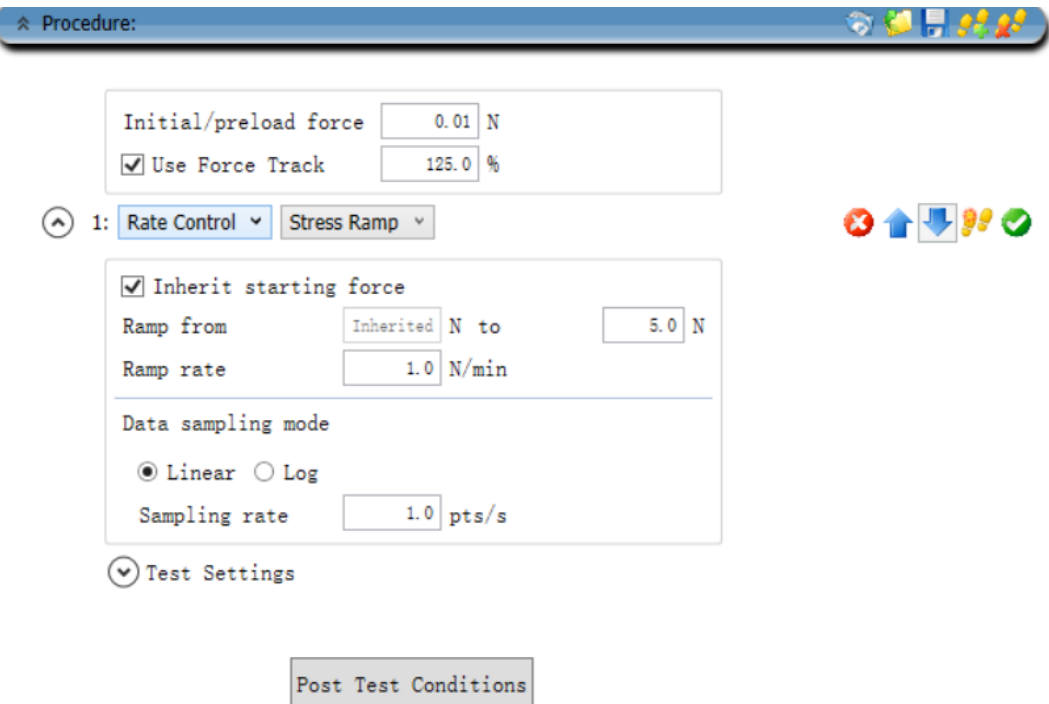 Procedure:
Initial/preload force 0.01 N
Use Force Track 125.0 %
1: Rate Control Stress Ramp
Inherit starting force
Ramp from Inherited N to 5.0 N
Ramp rate 1.0 N/min
Data sampling mode
Linear Log
Sampling rate 1.0 pts/s
Test Settings
Post Test Conditions